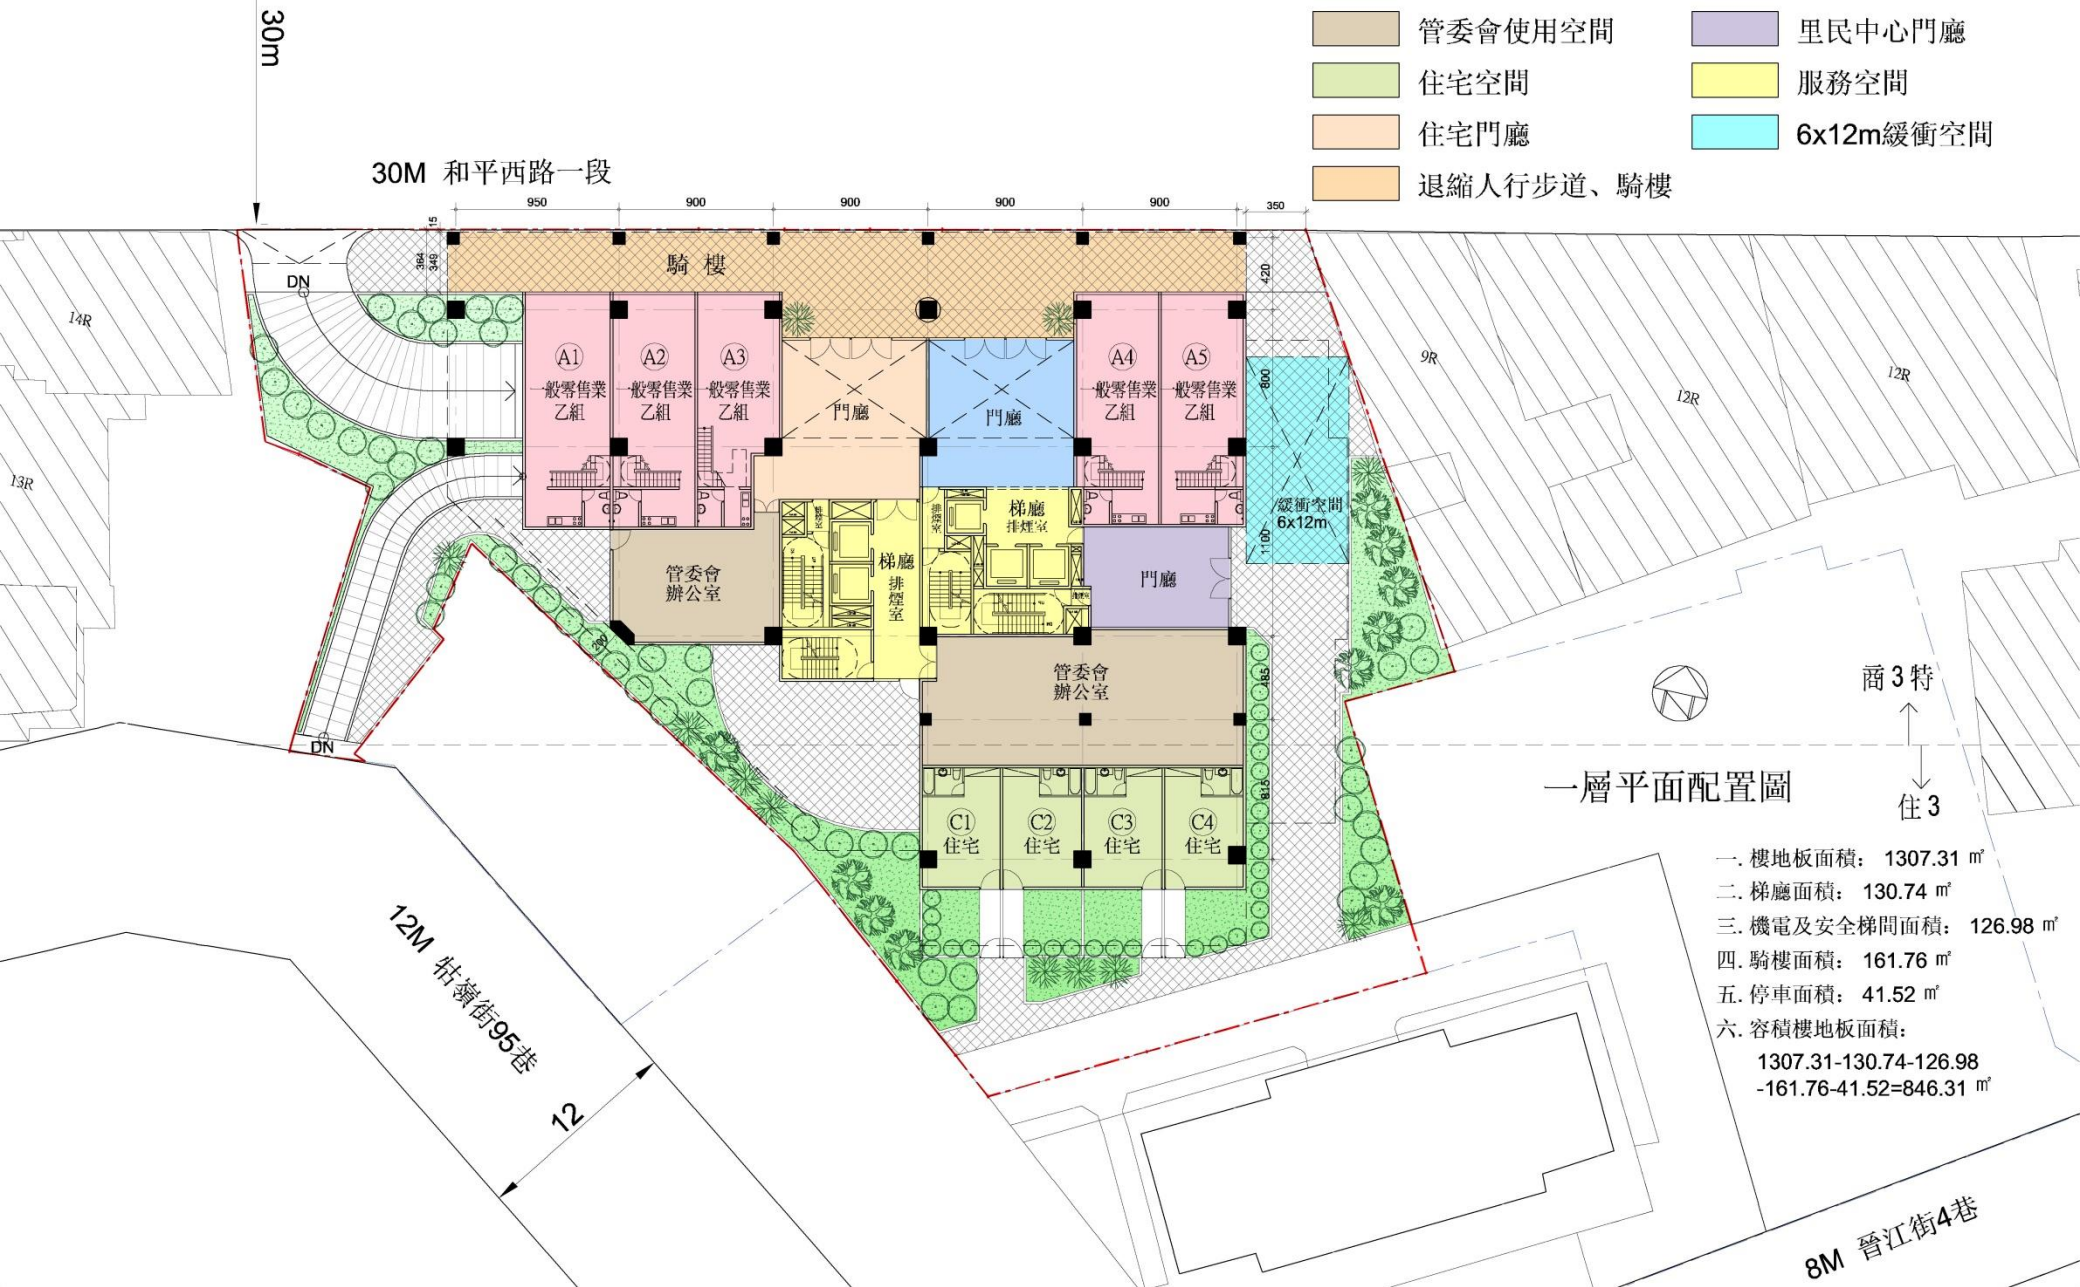 30m
管委會使用空間
里民中心門廳
住宅空間
服務空間
住宅門廳
6x12m緩衝空間
退縮人行步道、騎樓
30M 和平西路一段
950
900
900
900
900
350
15
364
349
420
騎樓
DN
14R
9R
12R
12R
13R
A1
一般零售業
乙組
A2
一般零售業
乙組
A3
一般零售業
乙組
門廳
門廳
A4
一般零售業
乙組
A5
一般零售業
乙組
800
緩衝空間
6x12m
1100
梯廳
排煙室
排煙室
梯廳
排煙室
管委會
辦公室
門廳
200
管委會
辦公室
485
815
DN
C1
住宅
C2
住宅
C3
住宅
C4
住宅
商3特
住3
一層平面配置圖
一. 樓地板面積： 1307.31 ㎡
二. 梯廳面積： 130.74 ㎡
三. 機電及安全梯間面積： 126.98 ㎡
四. 騎樓面積： 161.76 ㎡
五. 停車面積： 41.52 ㎡
六. 容積樓地板面積：
1307.31-130.74-126.98
-161.76-41.52=846.31 ㎡
12M 牯嶺街95巷
12
8M 晉江街4巷